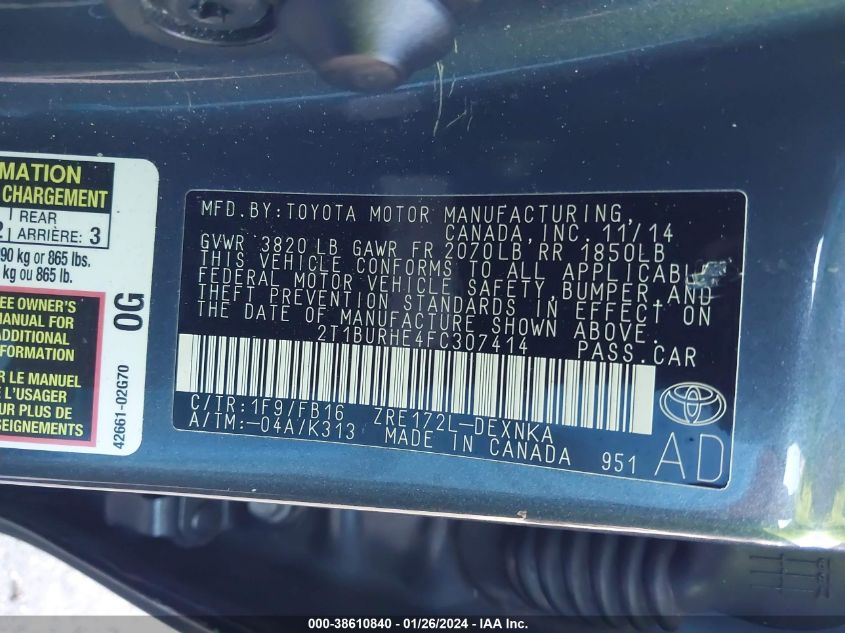 MATION
CHARGEMENT
REAR
ARRIÈRE: 3
90 kg or 865 lbs.
kg ou 865 lb.
EE OWNER'S
MANUAL FOR
ADDITIONAL
FORMATION
R LE MANUEL
E L'USAGER
UR PLUS DE
SEIGNEMENTS
0G
42661-02G70
MFD.BY:TOYOTA MOTOR MANUFACTURING,
CANADA, INC. 11/14
GVWR 3820 LB GAWR FR 2070LB RR 1850LB
THIS VEHICLE CONFORMS TO ALL APPLICABLE
FEDERAL MOTOR VEHICLE SAFETY,BUMPER,AND
THEFT PREVENTION STANDARDS IN EFFECT ON
THE DATE OF MANUFACTURE SHOWN ABOVE.
2T1BURHE4FC307414 PASS.CAR
C/TR:1F9/FB16 ZRE172L-DEXNKA
A/TM:-04A/K313 MADE IN CANADA 951
AD
000-38610840 - 01/26/2024 - IAA Inc.